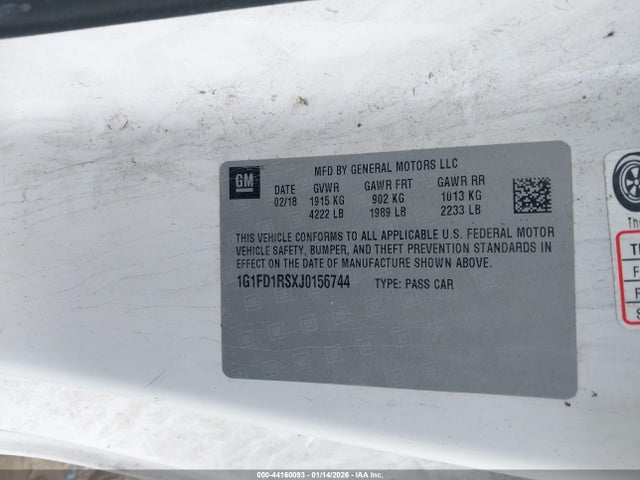 GM
MFD BY GENERAL MOTORS LLC
DATE GVWR GAWR FRT GAWR RR
02/18 1915 KG 902 KG 1013 KG
4222 LB 1989 LB 2233 LB
THIS VEHICLE CONFORMS TO ALL APPLICABLE U.S. FEDERAL MOTOR
VEHICLE SAFETY, BUMPER, AND THEFT PREVENTION STANDARDS IN
EFFECT ON THE DATE OF MANUFACTURE SHOWN ABOVE.
1G1FD1RSXJ0156744 TYPE: PASS CAR
000-44160093 - 01/14/2026 - IAA Inc.